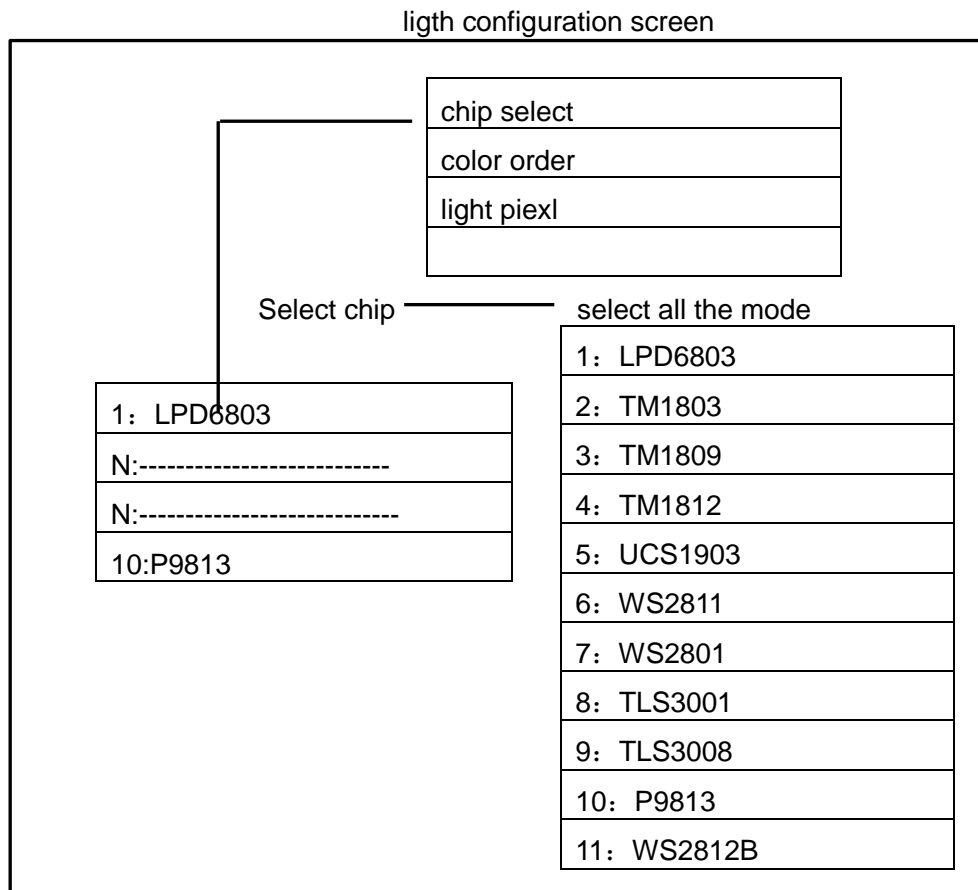 ligth configuration screen
chip select
color order
light piexl
Select chip
select all the mode
1：LPD6803
N:---------------------------
N:----------------------------
10:P9813
1：LPD6803
2：TM1803
3：TM1809
4：TM1812
5：UCS1903
6：WS2811
7：WS2801
8：TLS3001
9：TLS3008
10：P9813
11：WS2812B